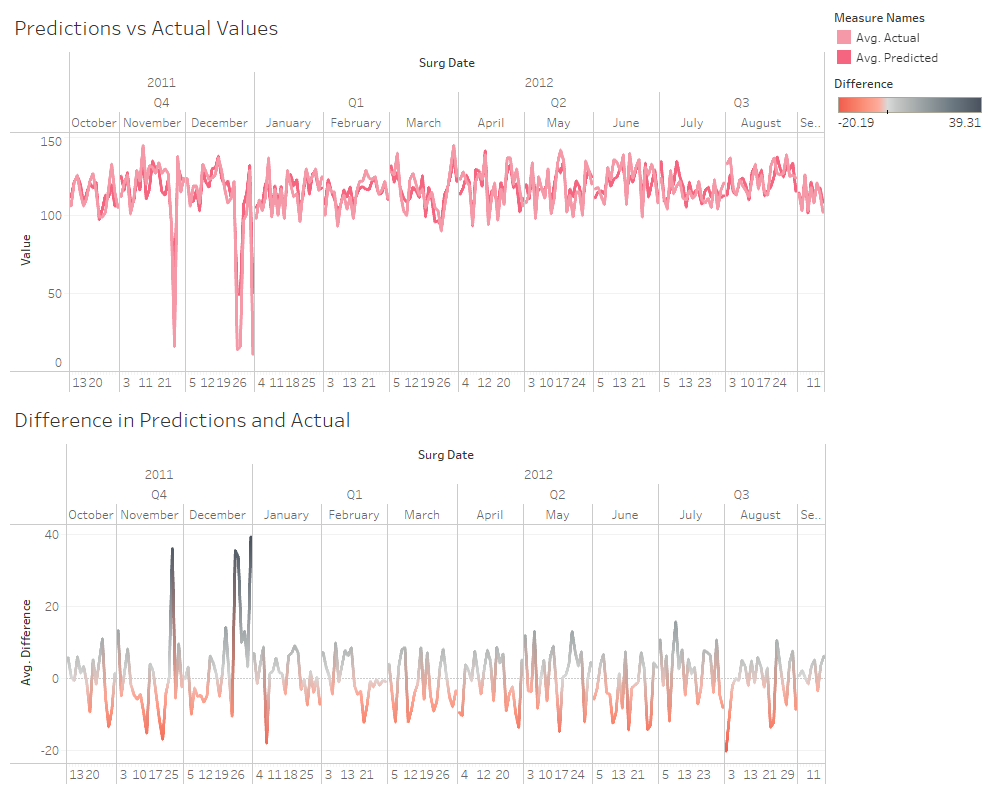 Predictions vs Actual Values
Measure Names
Avg. Actual
Avg. Predicted
Difference
-20.19 39.31
Surg Date
2011 2012
Q4 Q1 Q2 Q3
October November December January February March April May June July August Se..
Value
150
100
50
0
13 20 3 11 21 5 12 19 26 4 11 18 25 3 13 21 5 12 19 26 4 12 20 3 10 17 24 5 13 21 5 13 23 3 10 17 24 11
Difference in Predictions and Actual
Surg Date
2011 2012
Q4 Q1 Q2 Q3
October November December January February March April May June July August Se..
Avg. Difference
40
20
0
-20
13 20 3 10 17 25 5 12 19 26 4 11 18 25 3 13 21 5 12 19 26 4 12 20 3 10 17 24 5 13 21 5 13 23 3 13 21 29 11